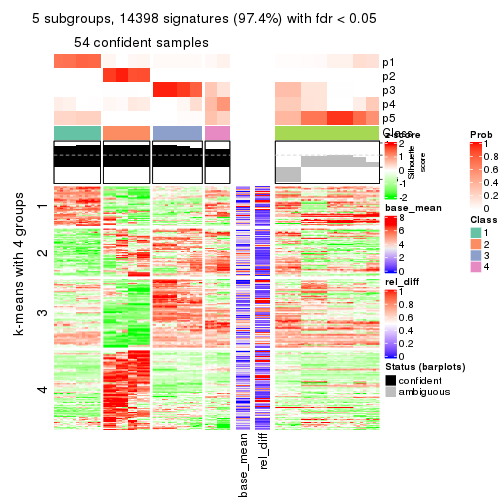 5 subgroups, 14398 signatures (97.4%) with fdr < 0.05
54 confident samples
p1
p2
p3
p4
p5
Class
Silhouette
score
z-score
2
1
0
-1
-2
base_mean
8
6
4
2
0
rel_diff
1
0.8
0.6
0.4
0.2
0
Status (barplots)
confident
ambiguous
Prob
1
0.8
0.6
0.4
0.2
0
Class
1
2
3
4
k-means with 4 groups
1
2
3
4
base_mean
rel_diff